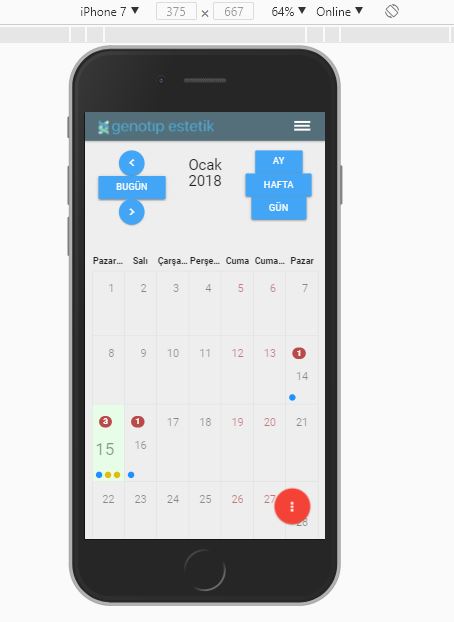 iPhone 7 ▼ 375 × 667 64% ▼ Online ▼
genotıp estetik
‹ Ocak AY
BUGÜN 2018 HAFTA
› GÜN
Pazar... Salı Çarşa... Perşe... Cuma Cuma... Pazar
1 2 3 4 5 6 7
8 9 10 11 12 13 1
14
3 1
15 16 17 18 19 20 21
22 23 24 25 26 27 28